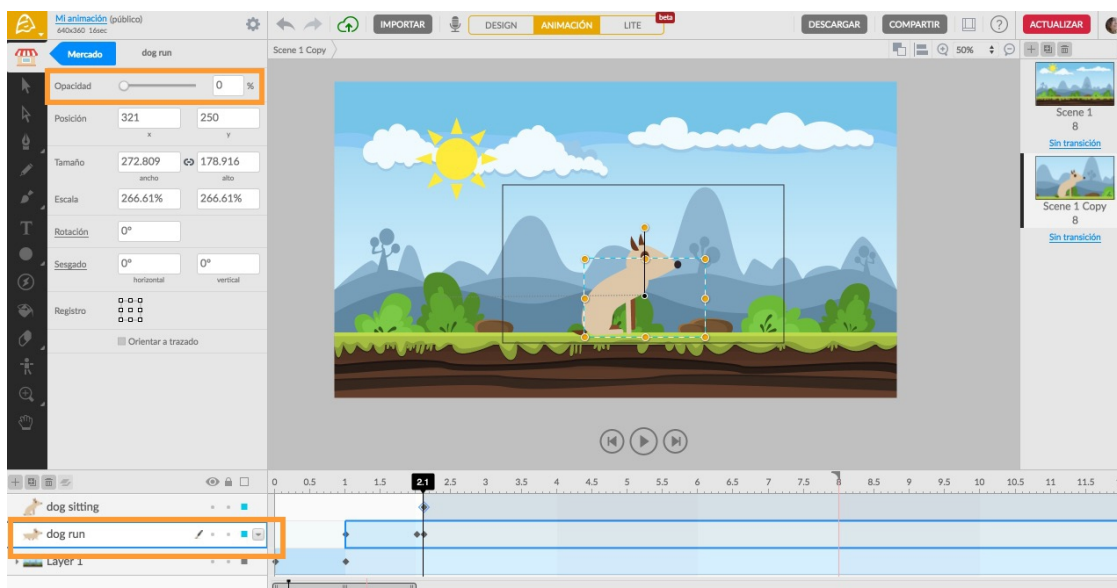 Mi animación (público)
640x360 16sec
IMPORTAR
DESIGN
ANIMACIÓN
LITE
beta
DESCARGAR
COMPARTIR
?
ACTUALIZAR
Mercado
dog run
Scene 1 Copy
50%
Opacidad
0
%
Posición
321
250
x
y
Tamaño
272.809
178.916
ancho
alto
Escala
266.61%
266.61%
Rotación
0°
Sesgado
0°
0°
horizontal
vertical
Registro
Orientar a trazado
T
Scene 1
8
Sin transición
Scene 1 Copy
8
Sin transición
0 0.5 1 1.5 2.1 2.5 3 3.5 4 4.5 5 5.5 6 6.5 7 7.5 8 8.5 9 9.5 10 10.5 11 11.5
dog sitting
dog run
Layer 1